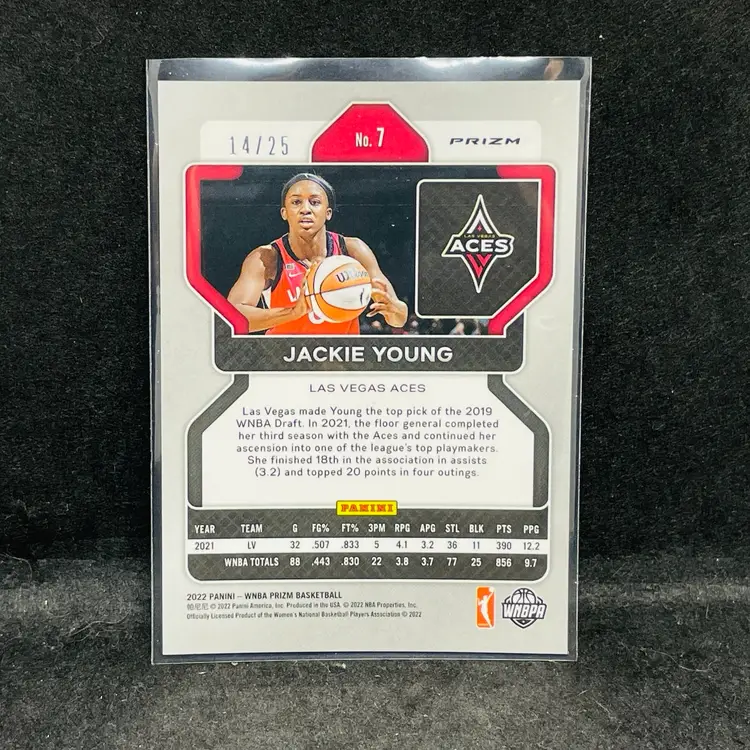 14/25
No. 7
PRIZM
LAS VEGAS
ACES
JACKIE YOUNG
LAS VEGAS ACES
Las Vegas made Young the top pick of the 2019
WNBA Draft. In 2021, the floor general completed
her third season with the Aces and continued her
ascension into one of the league's top playmakers.
She finished 18th in the association in assists
(3.2) and topped 20 points in four outings.
PANINI
YEAR TEAM G FG% FT% 3PM RPG APG STL BLK PTS PPG
2021 LV 32 .507 .833 5 4.1 3.2 36 11 390 12.2
WNBA TOTALS 88 .443 .830 22 3.8 3.7 77 25 856 9.7
2022 PANINI – WNBA PRIZM BASKETBALL
帕尼尼 © 2022 Panini America, Inc. Produced in the USA. © 2022 NBA Properties, Inc.
Officially Licensed Product of the Women's National Basketball Players Association © 2022
WNBPA